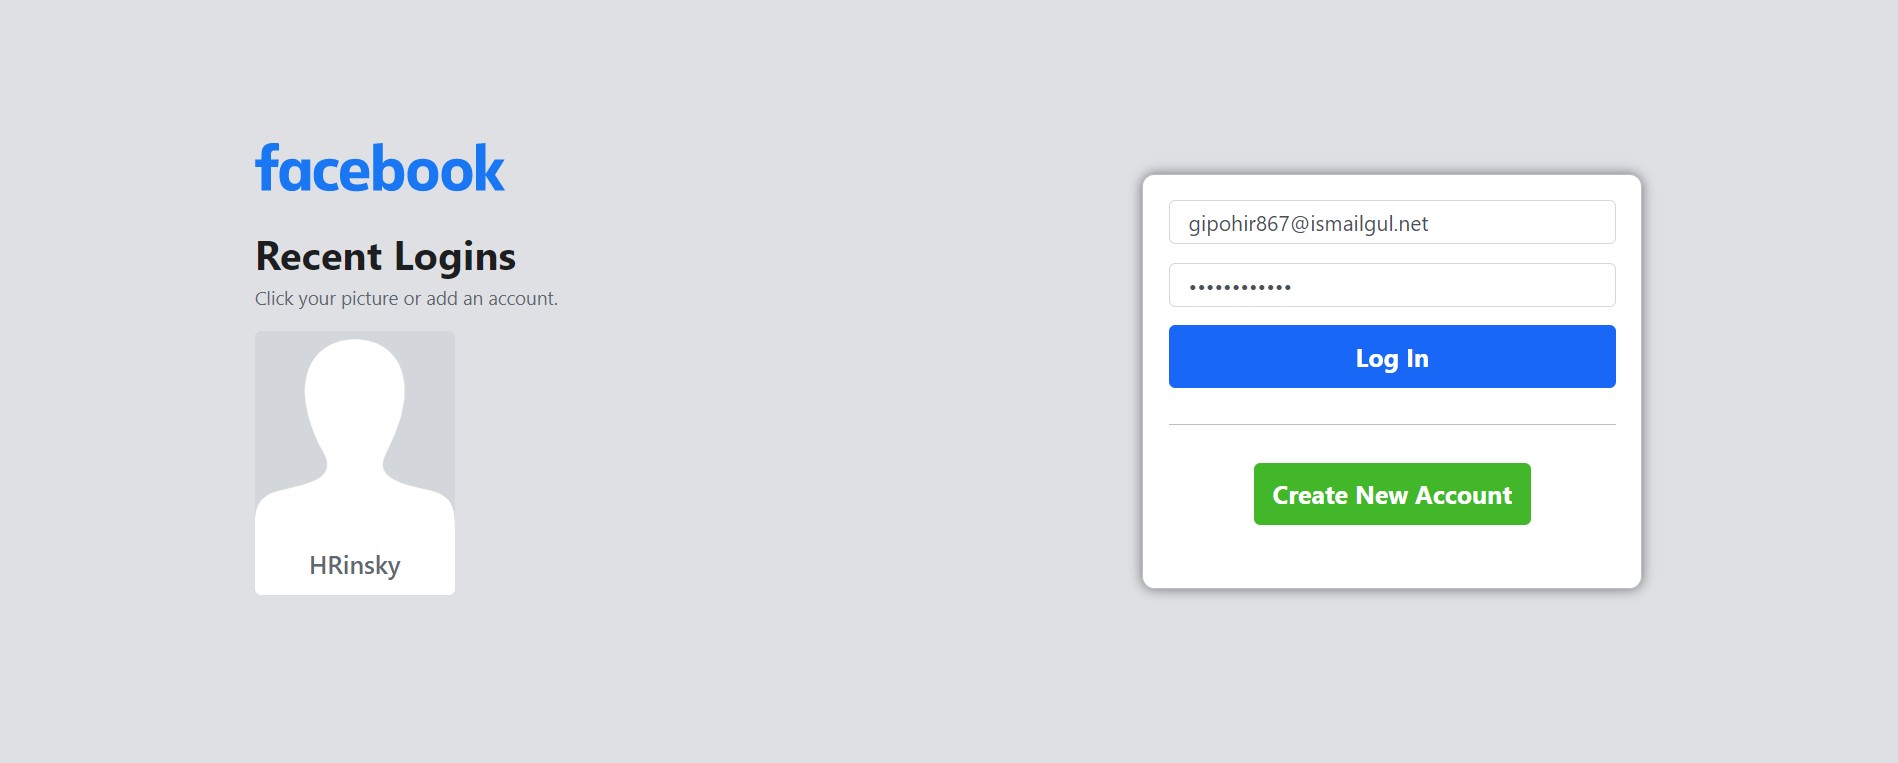 facebook
Recent Logins
Click your picture or add an account.
HRinsky
gipohir867@ismailgul.net
••••••••••••
Log In
Create New Account